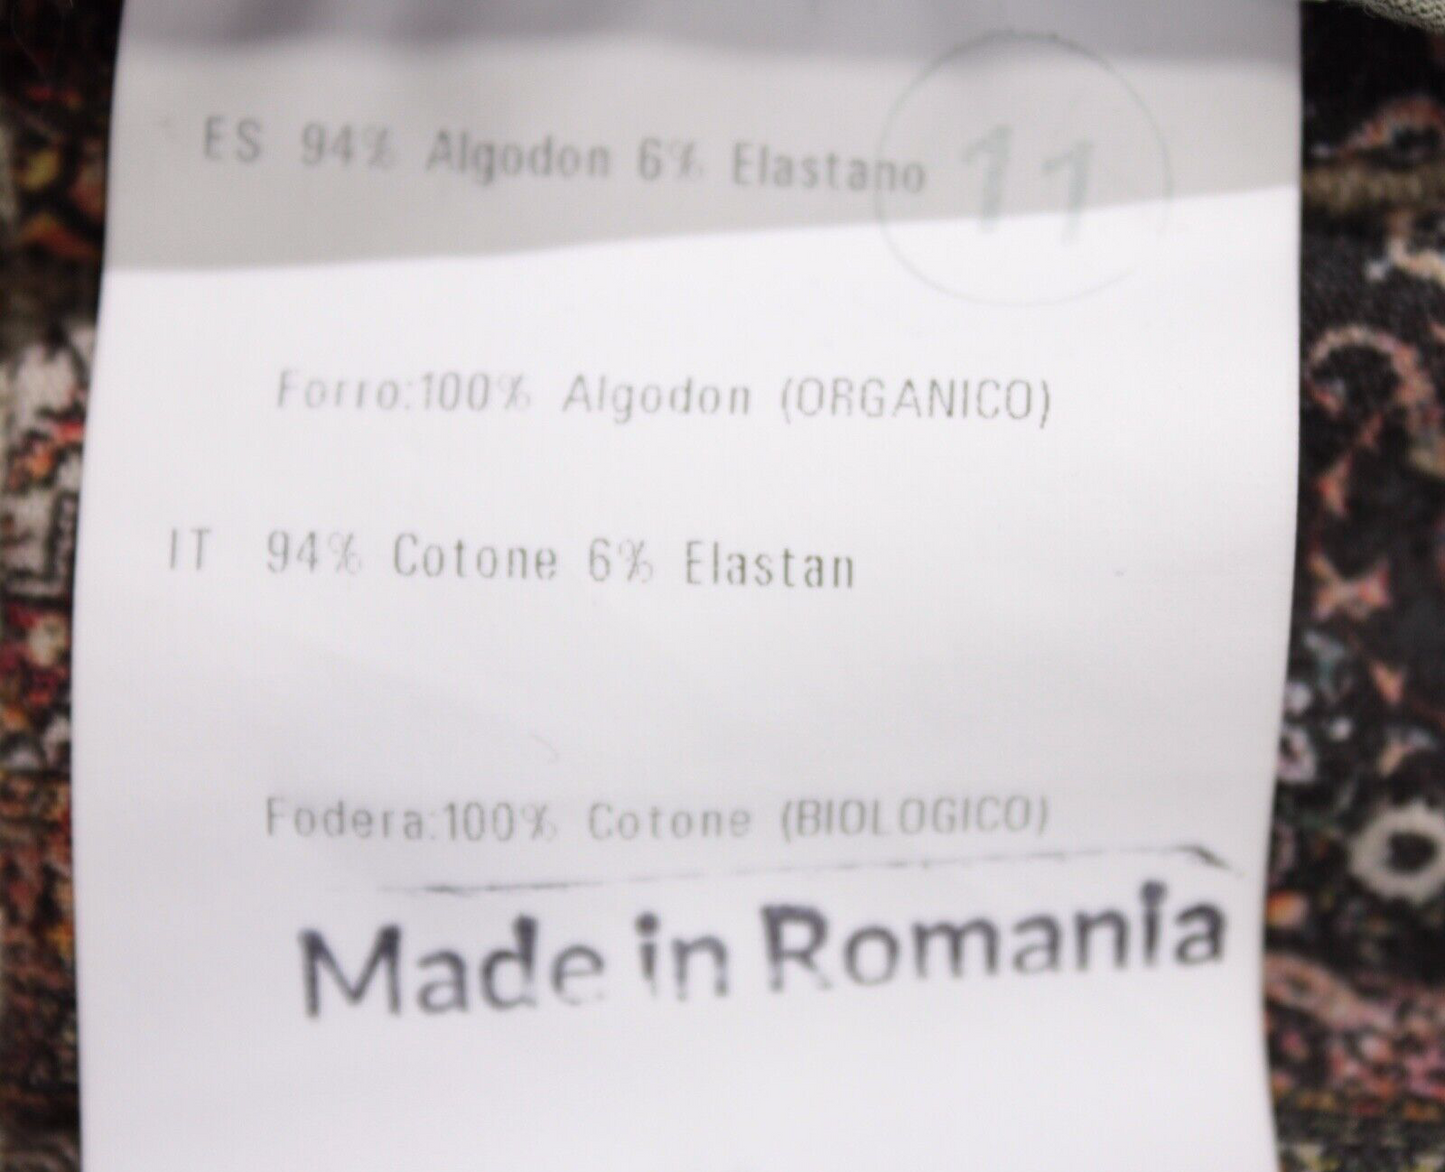 ES 94% Algodon 6% Elastano
11
Forro:100% Algodon (ORGANICO)
IT 94% Cotone 6% Elastan
Fodera:100% Cotone (BIOLOGICO)
Made in Romania